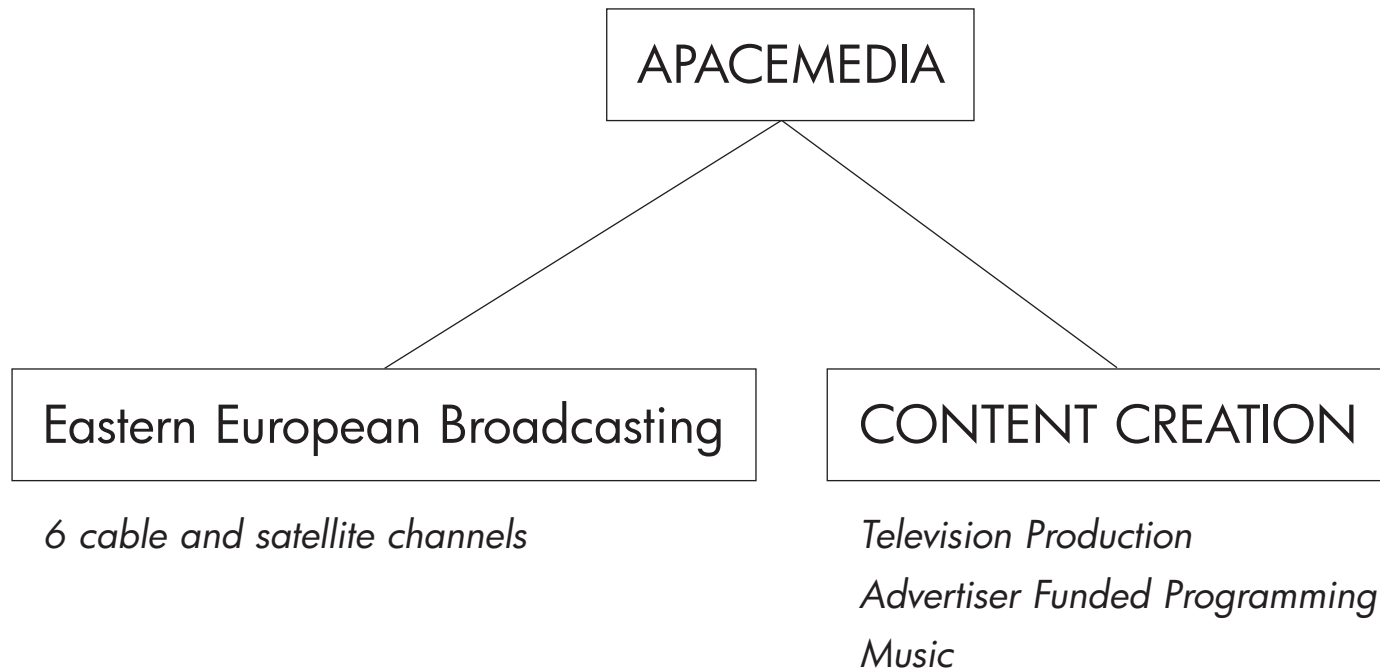 APACEMEDIA
Eastern European Broadcasting
6 cable and satellite channels
CONTENT CREATION
Television Production
Advertiser Funded Programming
Music